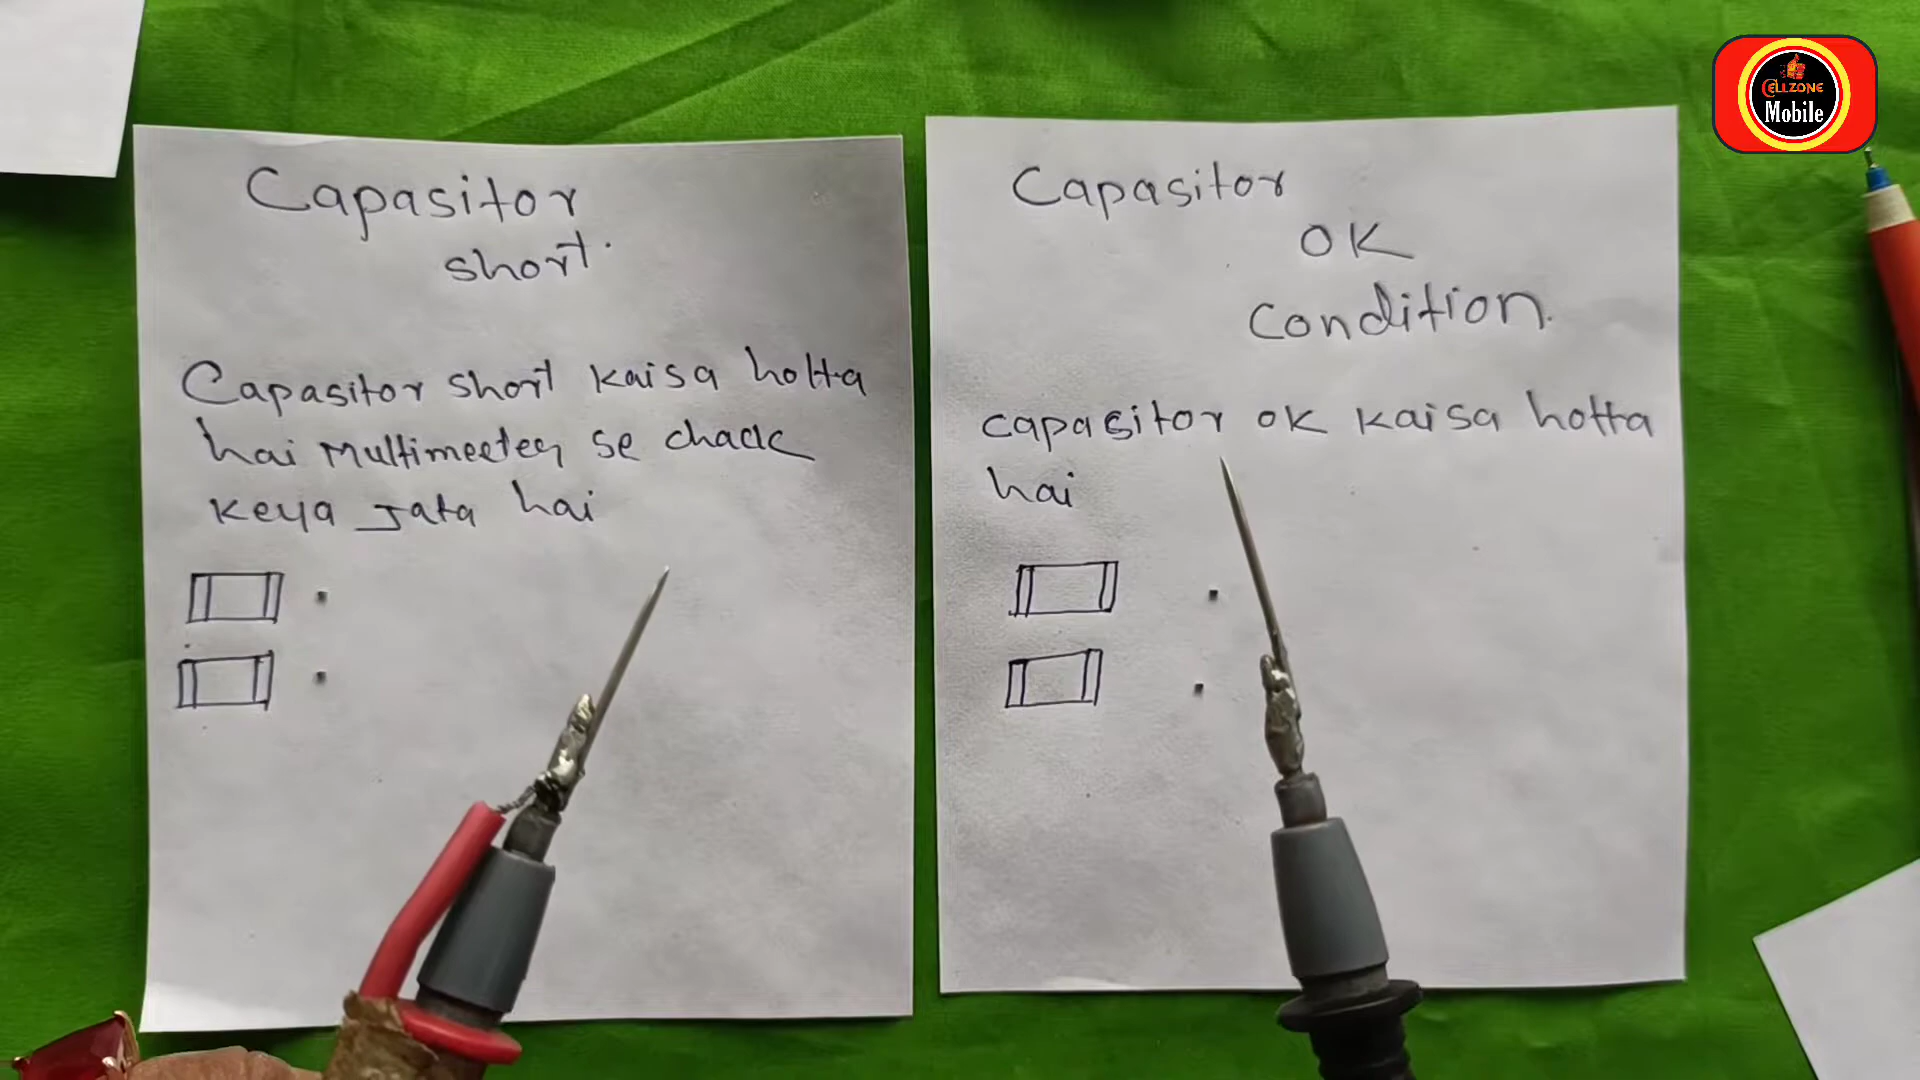 Capasitor
short.
Capasitor short kaisa hotta
hai multimeeter se chack
keya Jata hai
Capasitor
OK
Condition.
capasitor ok kaisa hotta
hai
CELLZONE
Mobile